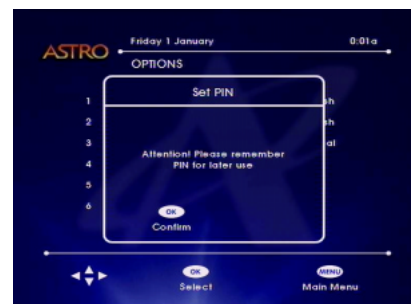 ASTRO
Friday 1 January 0:01a
OPTIONS
Set PIN
1 sh
2 sh
3 al
4
5
6
Attention! Please remember
PIN for later use
OK
Confirm
OK
Select
MENU
Main Menu